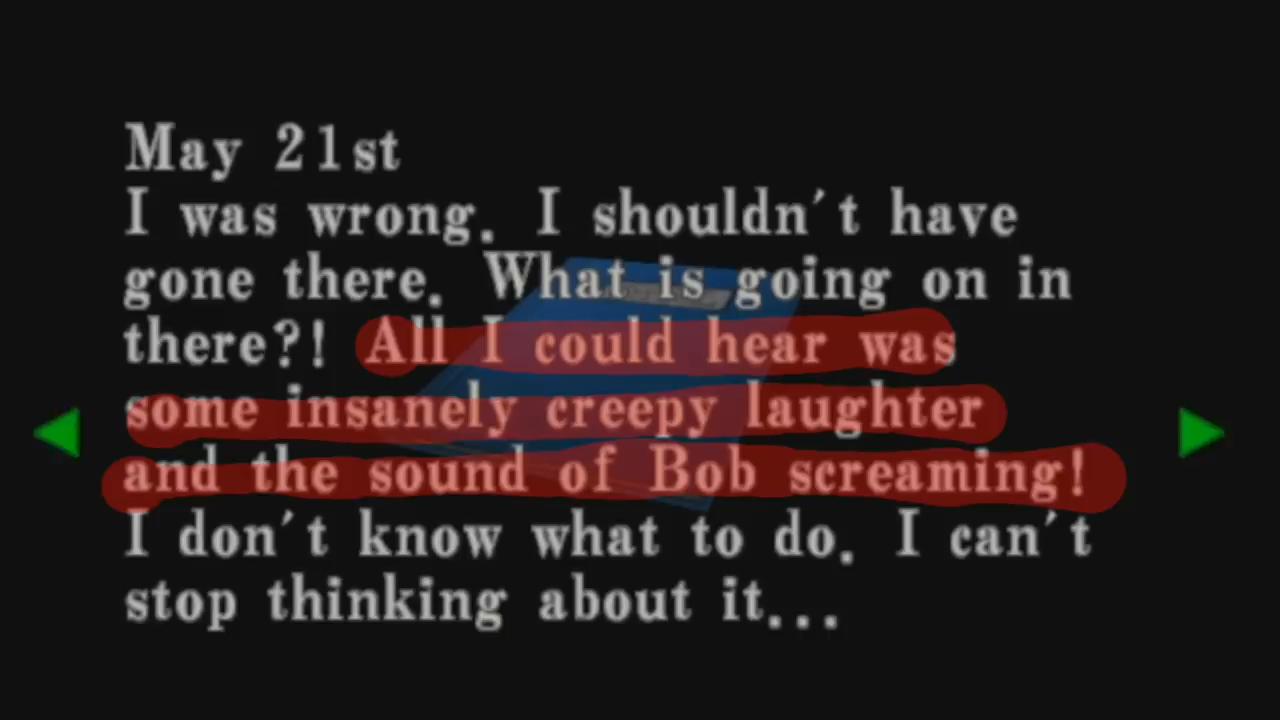 May 21st
I was wrong. I shouldn't have
gone there. What is going on in
there?! All I could hear was
some insanely creepy laughter
and the sound of Bob screaming!
I don't know what to do. I can't
stop thinking about it...